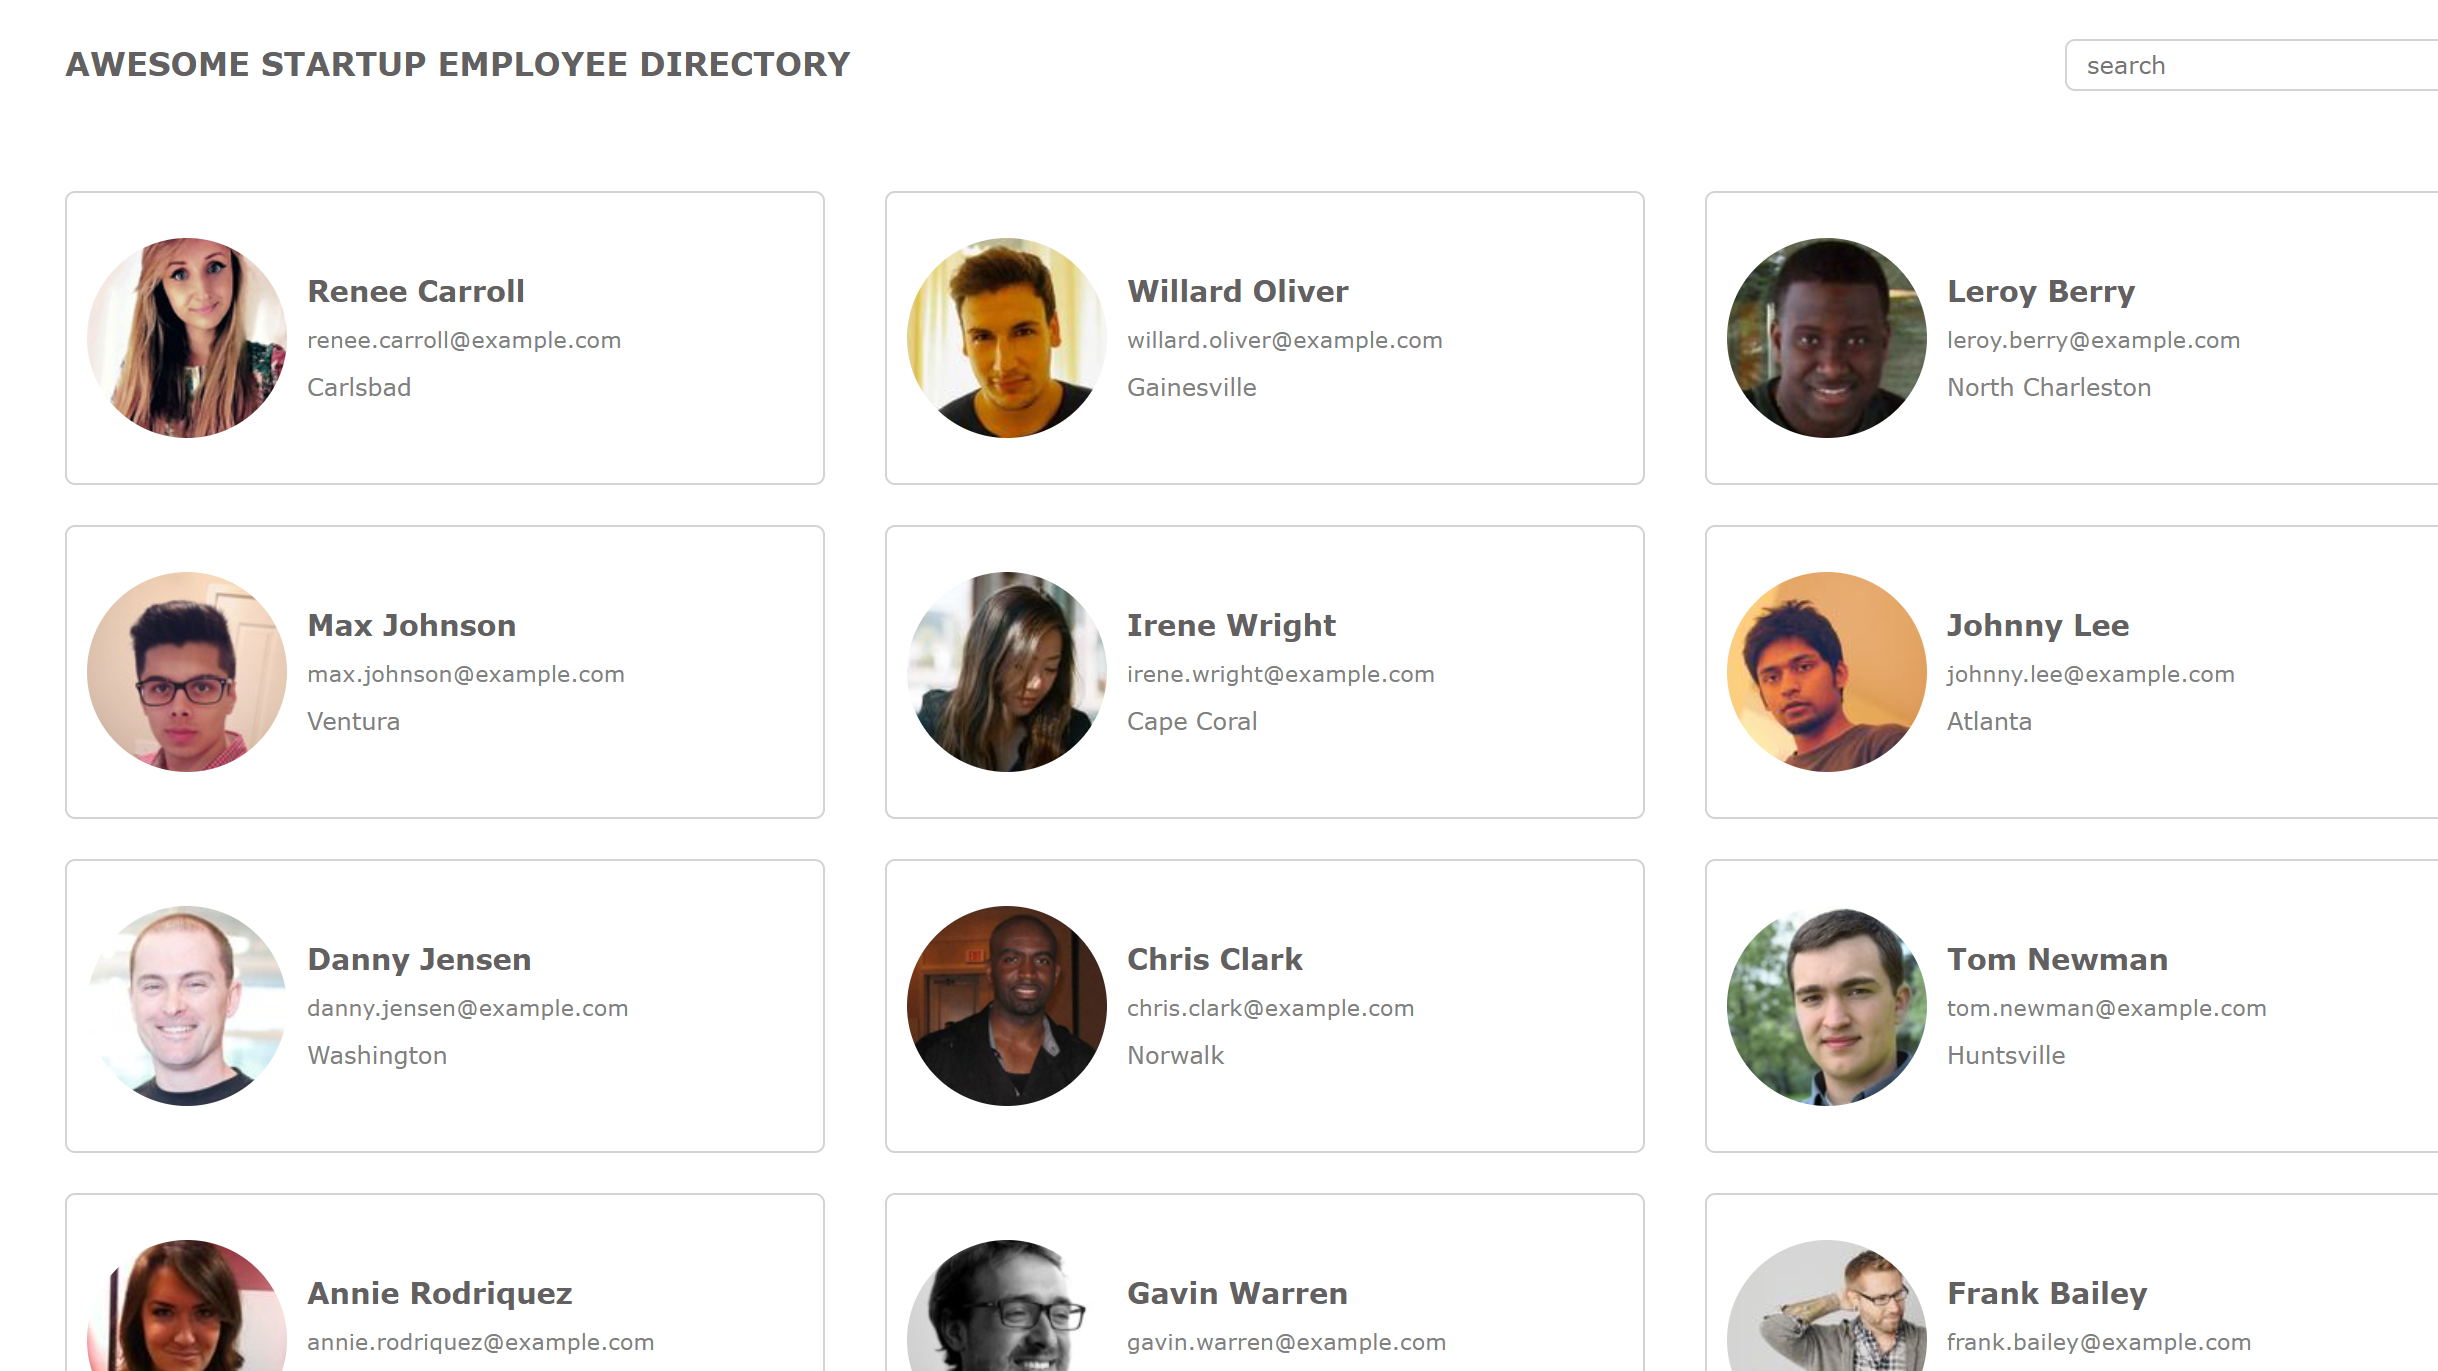 AWESOME STARTUP EMPLOYEE DIRECTORY
search
Renee Carroll
renee.carroll@example.com
Carlsbad
Willard Oliver
willard.oliver@example.com
Gainesville
Leroy Berry
leroy.berry@example.com
North Charleston
Max Johnson
max.johnson@example.com
Ventura
Irene Wright
irene.wright@example.com
Cape Coral
Johnny Lee
johnny.lee@example.com
Atlanta
Danny Jensen
danny.jensen@example.com
Washington
Chris Clark
chris.clark@example.com
Norwalk
Tom Newman
tom.newman@example.com
Huntsville
Annie Rodriquez
annie.rodriquez@example.com
Gavin Warren
gavin.warren@example.com
Frank Bailey
frank.bailey@example.com